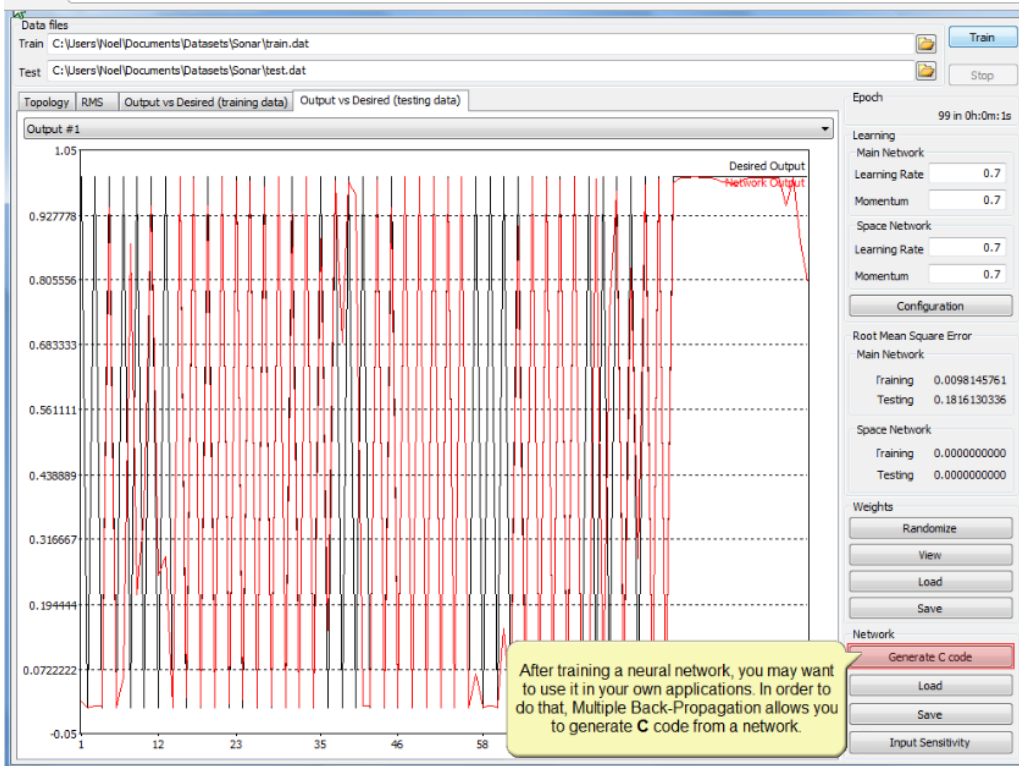 Data files
Train C:\Users\Noel\Documents\Datasets\Sonar\train.dat
Train
Test C:\Users\Noel\Documents\Datasets\Sonar\test.dat
Stop
Topology RMS Output vs Desired (training data) Output vs Desired (testing data)
Output #1
1.05
Desired Output
Network Output
0.927778
0.805556
0.683333
0.561111
0.438889
0.316667
0.194444
0.0722222
-0.05
1 12 23 35 46 58
Epoch
99 in 0h:0m:1s
Learning
Main Network
Learning Rate 0.7
Momentum 0.7
Space Network
Learning Rate 0.7
Momentum 0.7
Configuration
Root Mean Square Error
Main Network
Training 0.0098145761
Testing 0.1816130336
Space Network
Training 0.0000000000
Testing 0.0000000000
Weights
Randomize
View
Load
Save
Network
Generate C code
Load
Save
Input Sensitivity
After training a neural network, you may want
to use it in your own applications. In order to
do that, Multiple Back-Propagation allows you
to generate C code from a network.